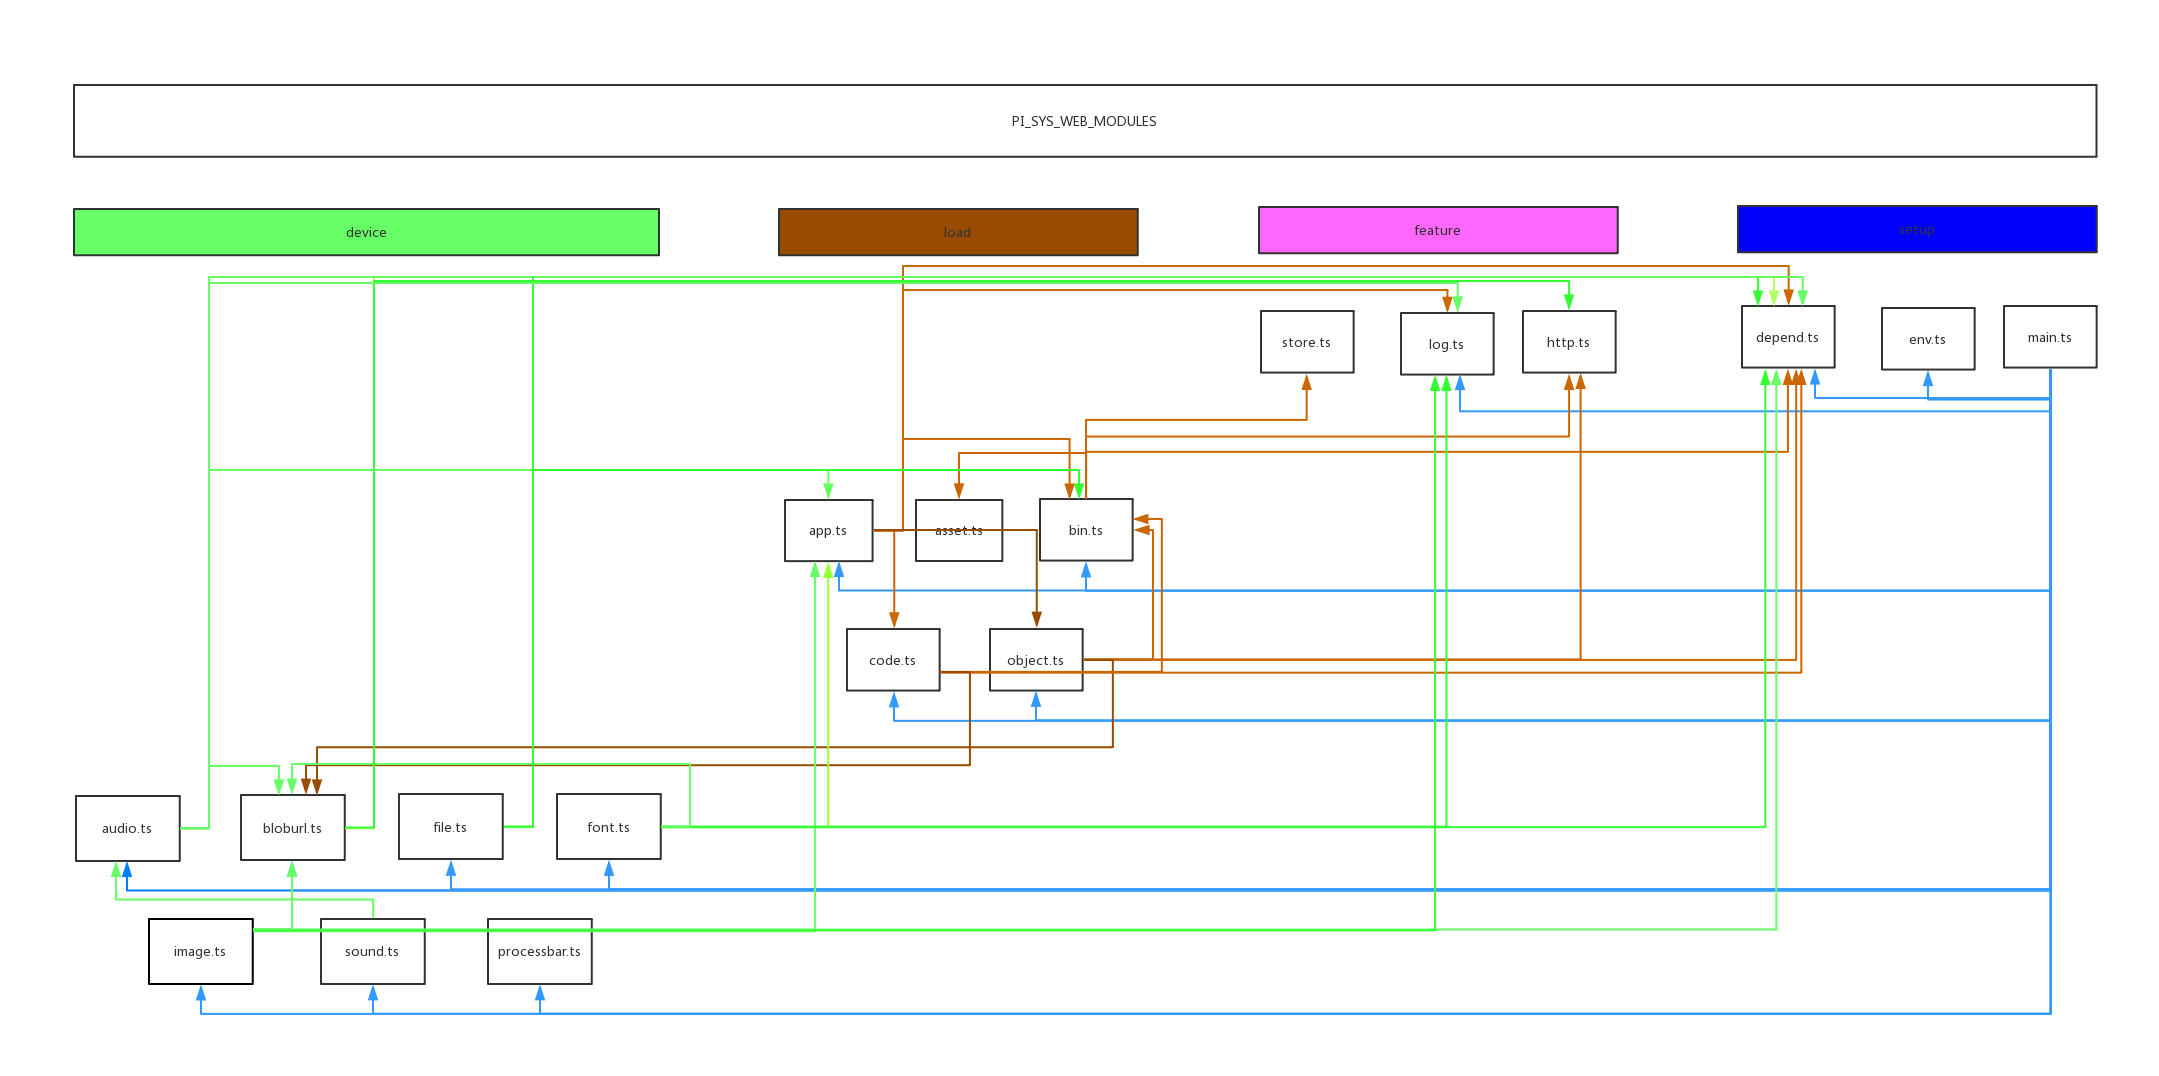 PI_SYS_WEB_MODULES
device
load
feature
setup
store.ts
log.ts
http.ts
depend.ts
env.ts
main.ts
app.ts
asset.ts
bin.ts
code.ts
object.ts
audio.ts
bloburl.ts
file.ts
font.ts
image.ts
sound.ts
processbar.ts